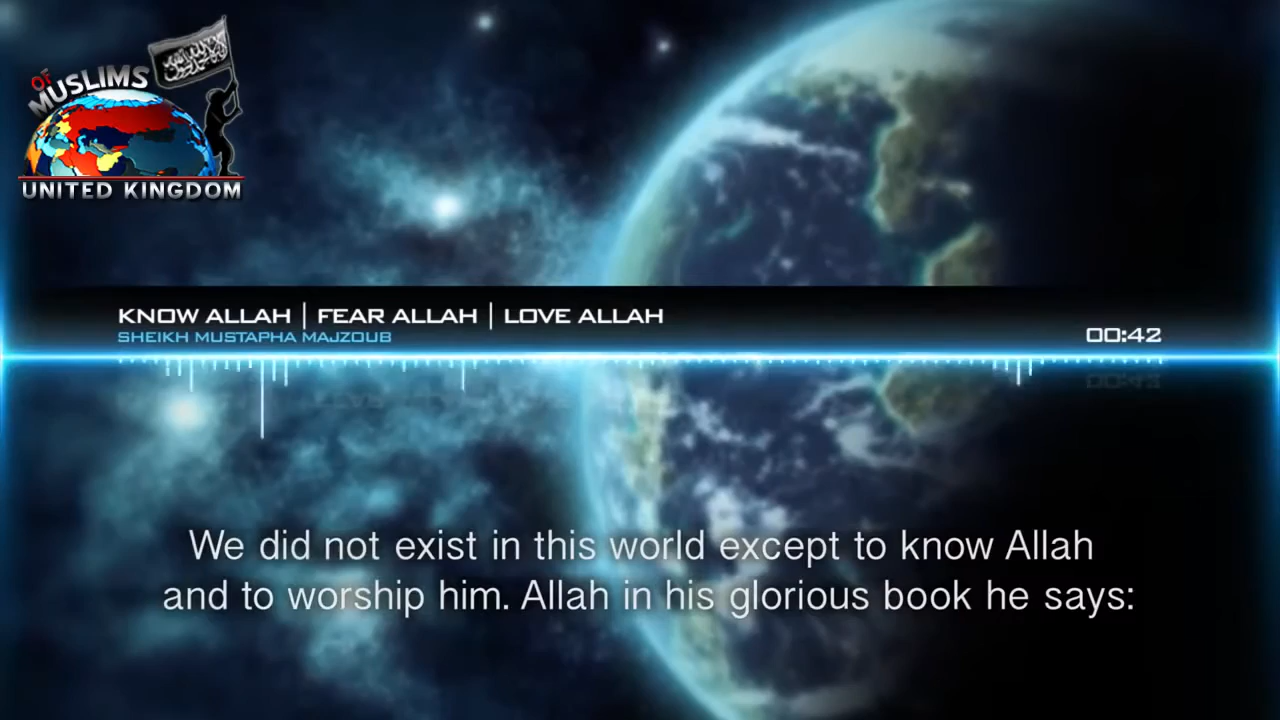 OF
MUSLIMS
UNITED KINGDOM
KNOW ALLAH | FEAR ALLAH | LOVE ALLAH
SHEIKH MUSTAPHA MAJZOUB
00:42
We did not exist in this world except to know Allah
and to worship him. Allah in his glorious book he says: